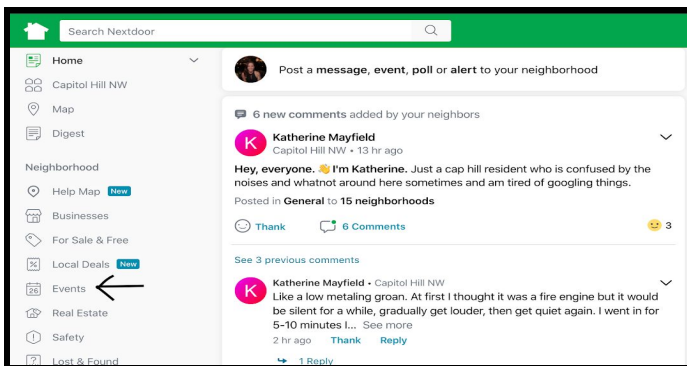 Search Nextdoor
Home
Capitol Hill NW
Map
Digest
Neighborhood
Help Map New
Businesses
For Sale & Free
Local Deals New
26 Events
Real Estate
Safety
Lost & Found
Post a message, event, poll or alert to your neighborhood
6 new comments added by your neighbors
K
Katherine Mayfield
Capitol Hill NW • 13 hr ago
Hey, everyone. 👋 I'm Katherine. Just a cap hill resident who is confused by the
noises and whatnot around here sometimes and am tired of googling things.
Posted in General to 15 neighborhoods
Thank 6 Comments 3
See 3 previous comments
K
Katherine Mayfield • Capitol Hill NW
Like a low metaling groan. At first I thought it was a fire engine but it would
be silent for a while, gradually get louder, then get quiet again. I went in for
5-10 minutes I... See more
2 hr ago Thank Reply
1 Reply